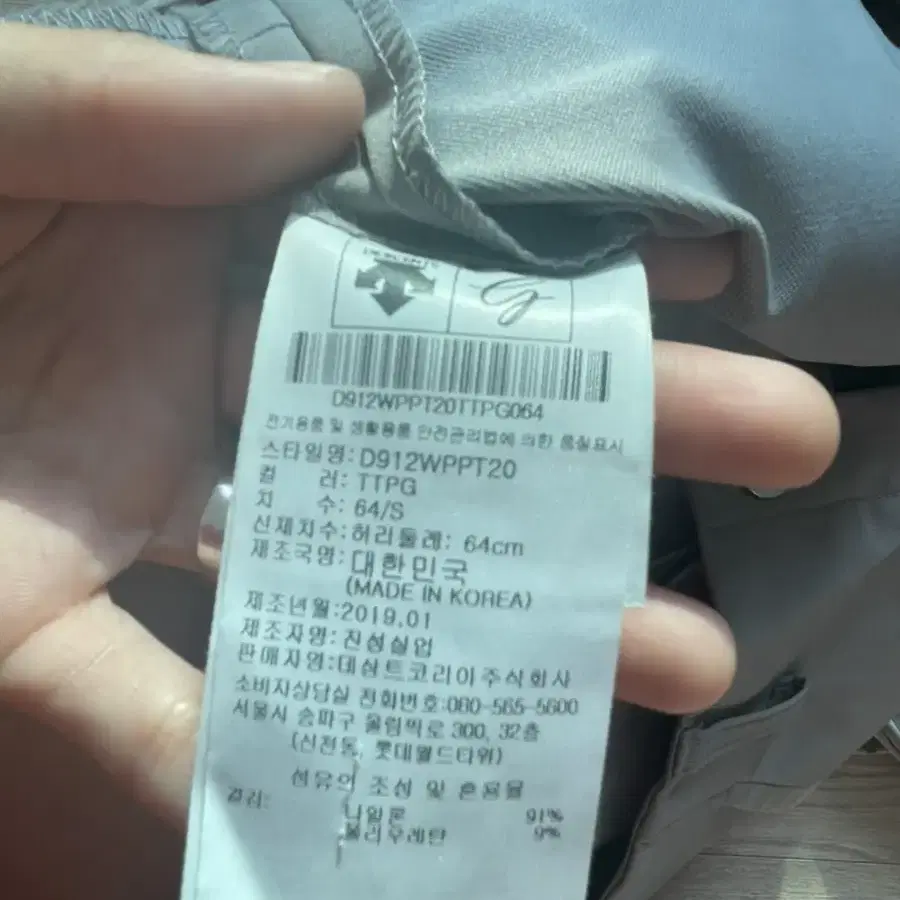 DESCENTE
D912WPPT20TTPG064
전기용품 및 생활용품 안전관리법에 의한 품질표시
스타일명: D912WPPT20
컬 러: TTPG
치 수: 64/S
신체치수: 허리둘레: 64cm
제조국명: 대한민국
(MADE IN KOREA)
제조년월: 2019.01
제조자명: 진성실업
판매자명: 데상트코리아주식회사
소비자상담실 전화번호: 080-565-5600
서울시 송파구 올림픽로 300, 32층
(신천동, 롯데월드타워)
섬유의 조성 및 혼용율
겉감:
나일론 91%
폴리우레탄 9%